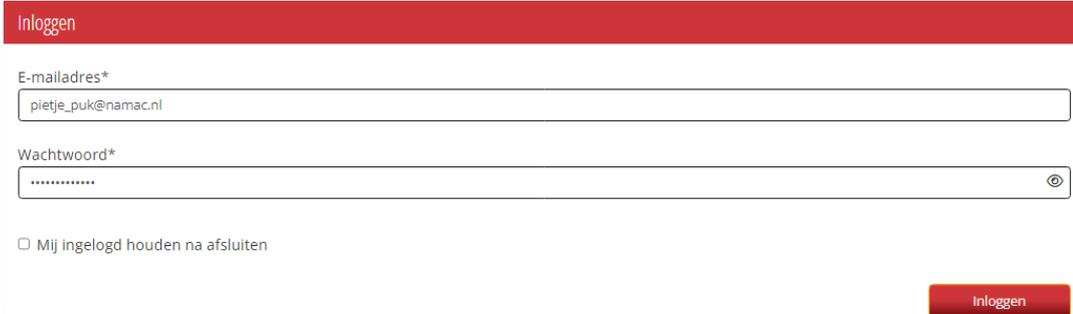 Inloggen
E-mailadres*
pietje_puk@namac.nl
Wachtwoord*
•••••••••••••
Mij ingelogd houden na afsluiten
Inloggen